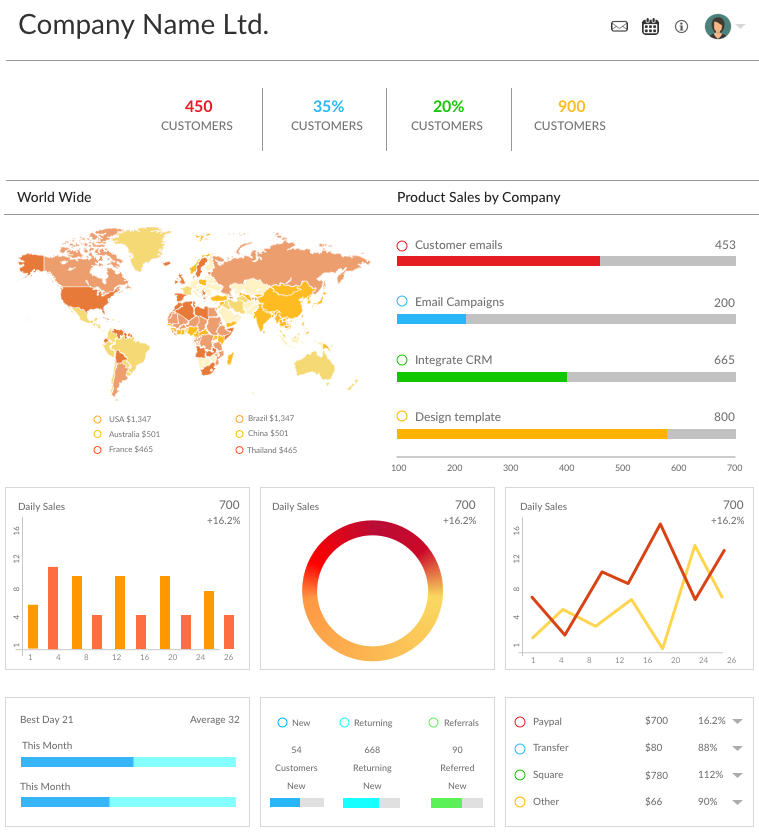 Company Name Ltd.
450 35% 20% 900
CUSTOMERS CUSTOMERS CUSTOMERS CUSTOMERS
World Wide
USA $1,347 Brazil $1,347
Australia $501 China $501
France $465 Thailand $465
Product Sales by Company
Customer emails 453
Email Campaigns 200
Integrate CRM 665
Design template 800
100 200 300 400 500 600 700
Daily Sales 700
+16.2%
16
12
8
4
1
1 4 8 12 16 20 24 26
Daily Sales 700
+16.2%
Daily Sales 700
+16.2%
16
12
8
4
1
1 4 8 12 16 20 24 26
Best Day 21 Average 32
This Month
This Month
New Returning Referrals
54 668 90
Customers Returning Referred
New New New
Paypal $700 16.2%
Transfer $80 88%
Square $780 112%
Other $66 90%